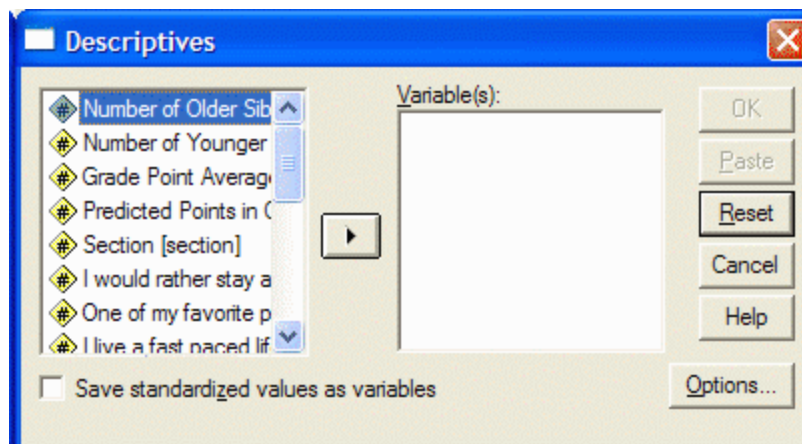 Descriptives
Number of Older Sib
Number of Younger
Grade Point Average
Predicted Points in
Section [section]
I would rather stay a
One of my favorite p
I live a fast paced lif
Variable(s):
OK
Paste
Reset
Cancel
Help
Save standardized values as variables
Options...